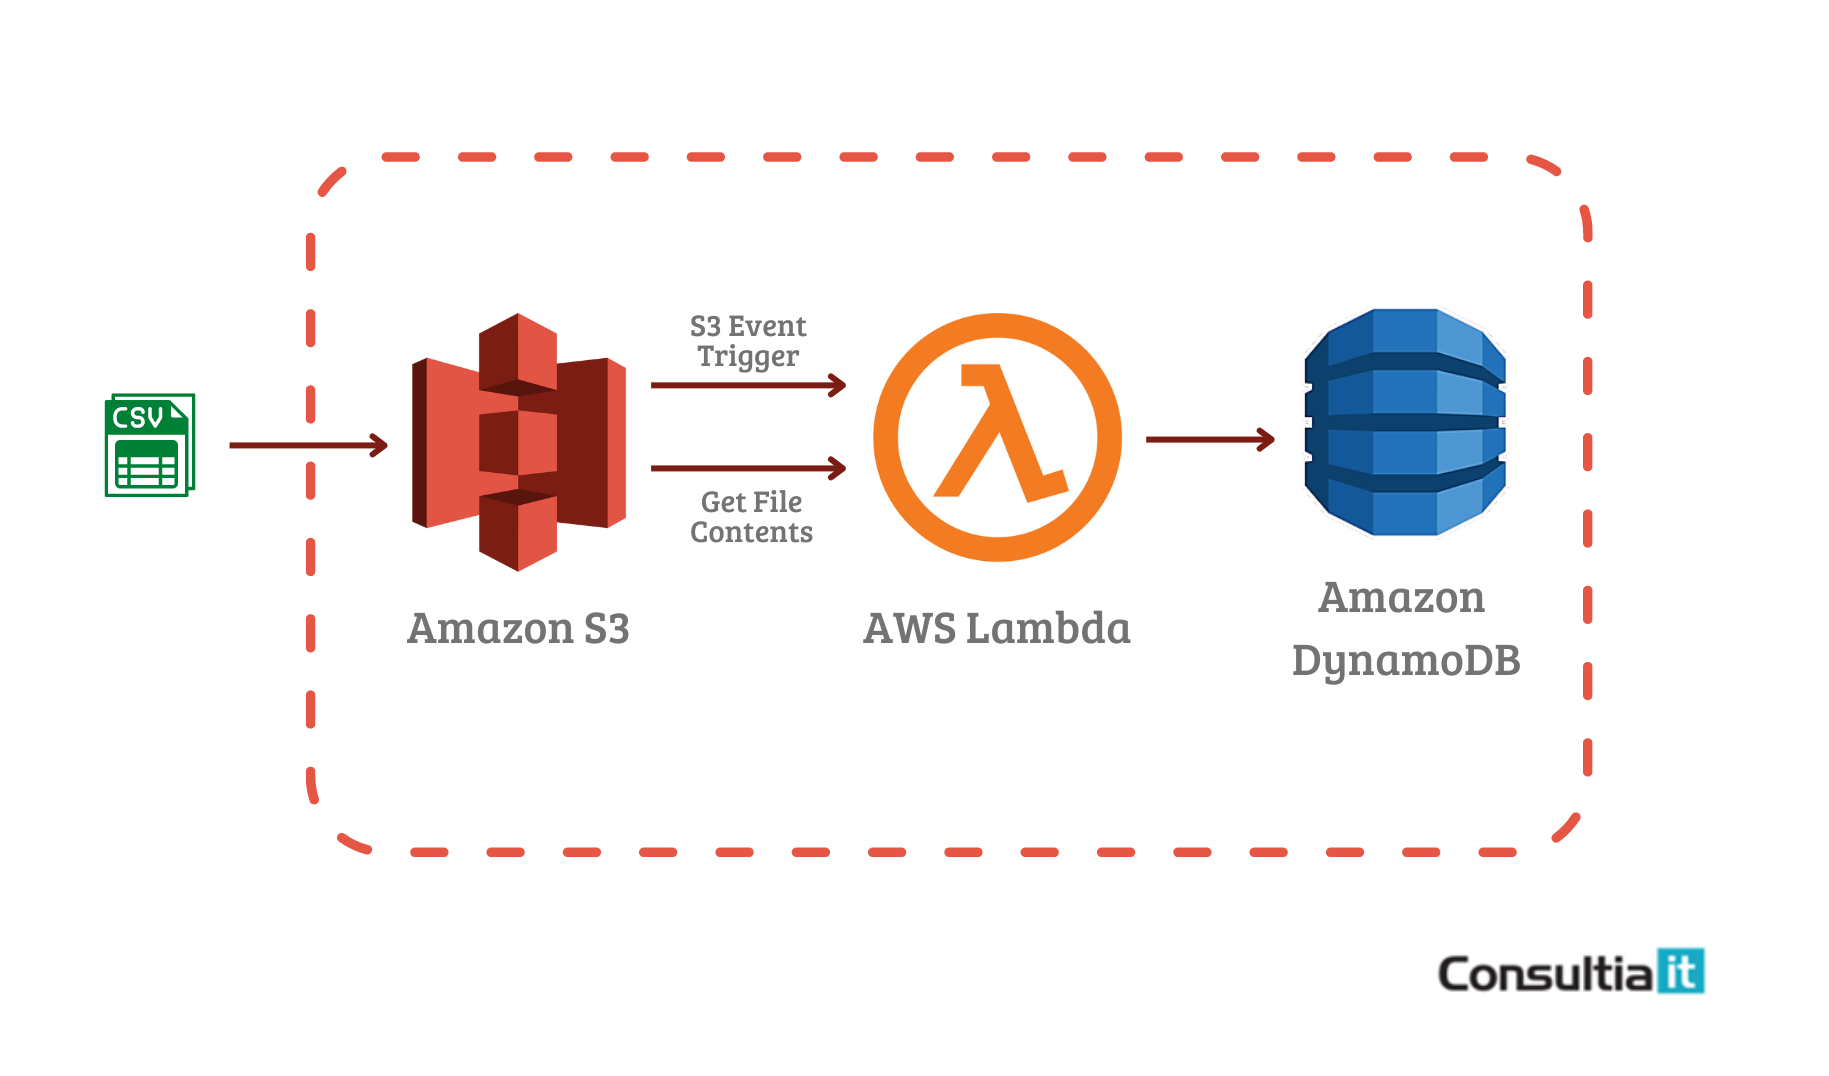 CSV
S3 Event
Trigger
Get File
Contents
Amazon S3
AWS Lambda
Amazon
DynamoDB
Consultia it